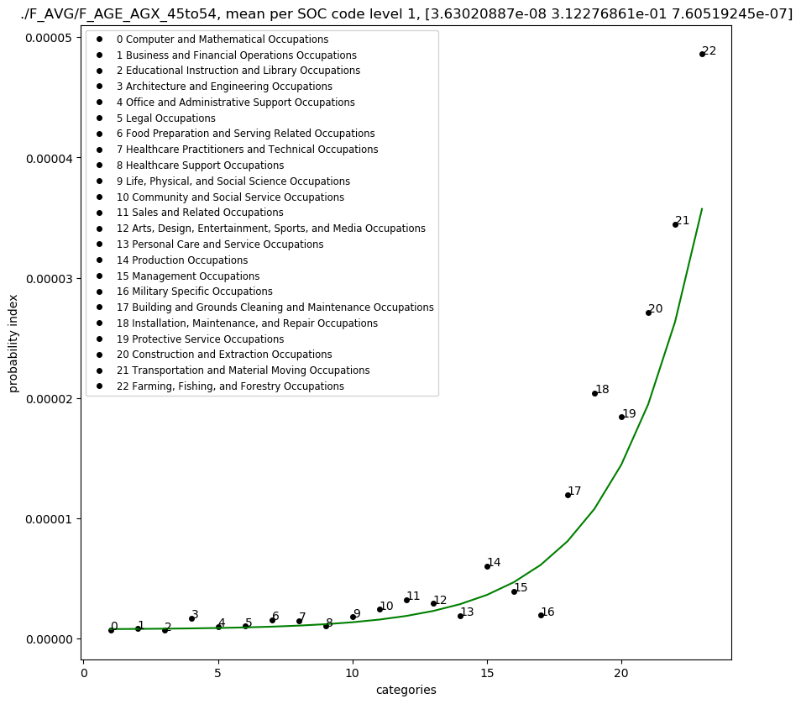 ./F_AVG/F_AGE_AGX_45to54, mean per SOC code level 1, [3.63020887e-08 3.12276861e-01 7.60519245e-07]
0 Computer and Mathematical Occupations
1 Business and Financial Operations Occupations
2 Educational Instruction and Library Occupations
3 Architecture and Engineering Occupations
4 Office and Administrative Support Occupations
5 Legal Occupations
6 Food Preparation and Serving Related Occupations
7 Healthcare Practitioners and Technical Occupations
8 Healthcare Support Occupations
9 Life, Physical, and Social Science Occupations
10 Community and Social Service Occupations
11 Sales and Related Occupations
12 Arts, Design, Entertainment, Sports, and Media Occupations
13 Personal Care and Service Occupations
14 Production Occupations
15 Management Occupations
16 Military Specific Occupations
17 Building and Grounds Cleaning and Maintenance Occupations
18 Installation, Maintenance, and Repair Occupations
19 Protective Service Occupations
20 Construction and Extraction Occupations
21 Transportation and Material Moving Occupations
22 Farming, Fishing, and Forestry Occupations
0.00005
0.00004
0.00003
0.00002
0.00001
0.00000
probability index
0
1
2
3
4
5
6
7
8
9
10
11
12
13
14
15
16
17
18
19
20
21
22
0
5
10
15
20
categories